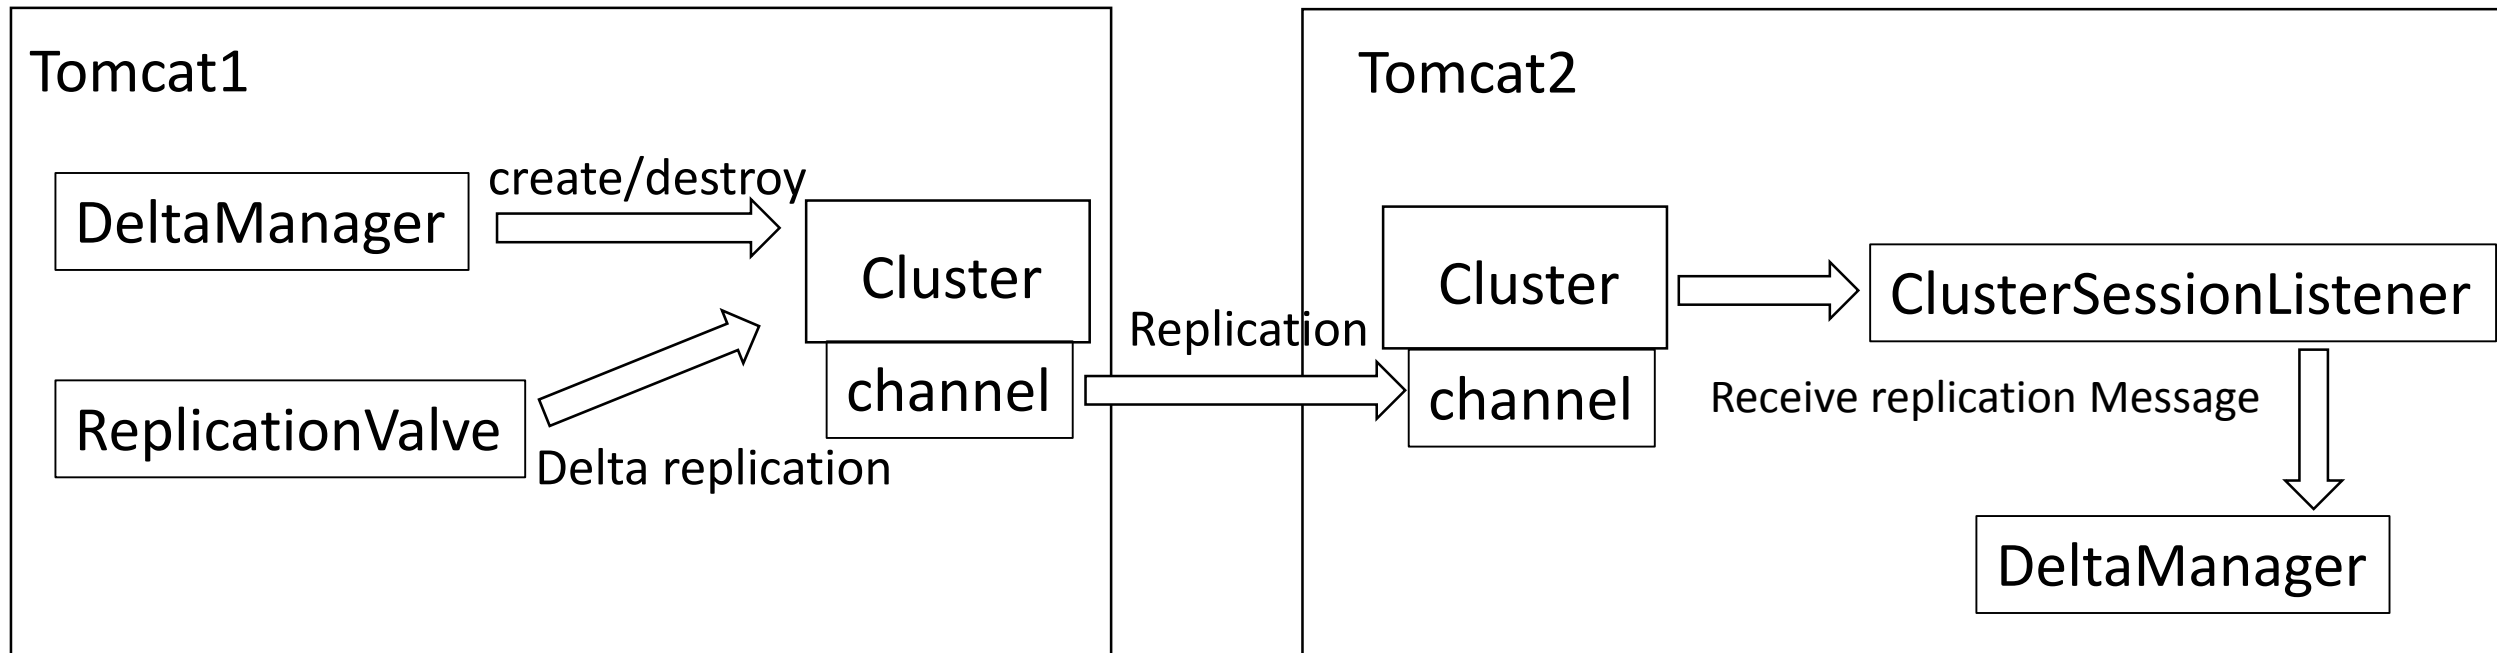 Tomcat1
DeltaManager
create/destroy
Cluster
channel
ReplicationValve
Delta replication
Replication
Tomcat2
Cluster
channel
ClusterSessionListener
Receive replication Message
DeltaManager